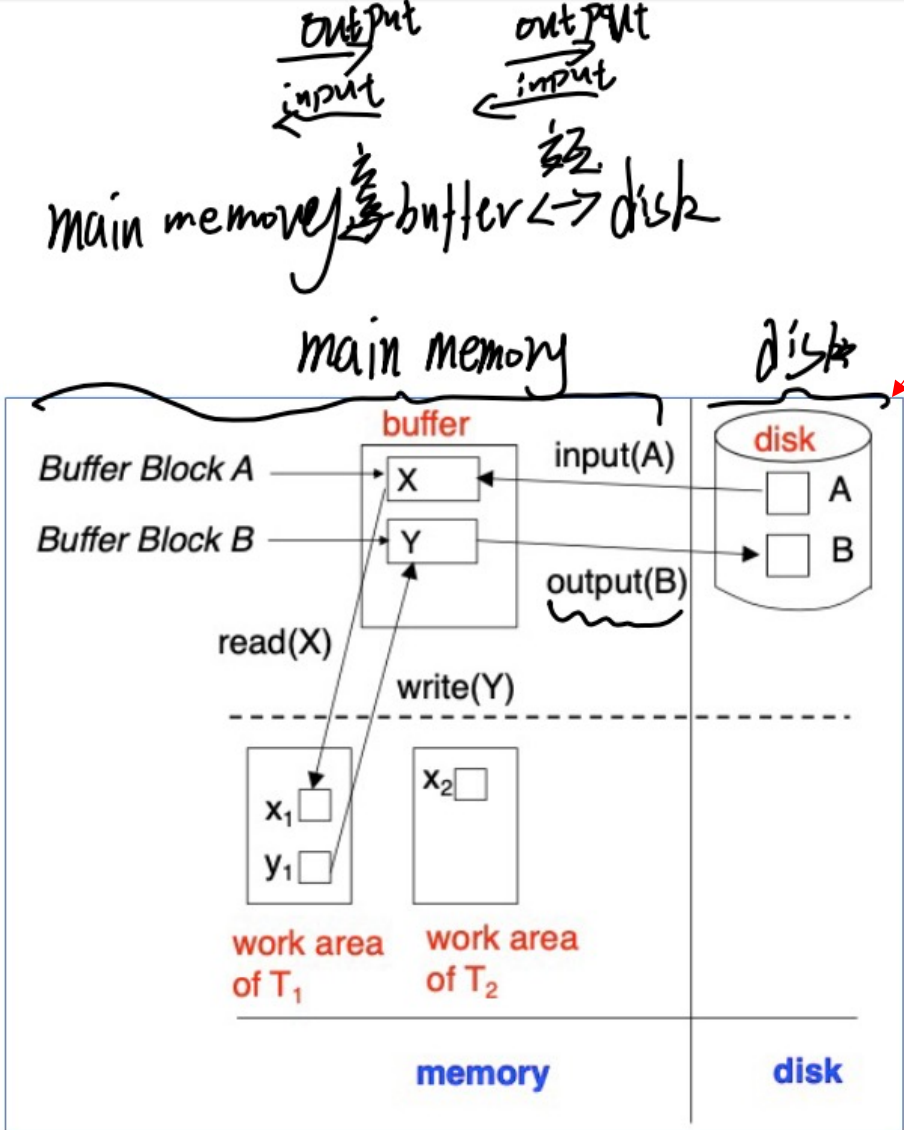 output output
input input
main memory buffer <-> disk
main memory disk
buffer
disk
Buffer Block A X input(A) A
Buffer Block B Y B
output(B)
read(X)
write(Y)
x₁ x₂
y₁
work area work area
of T₁ of T₂
memory disk